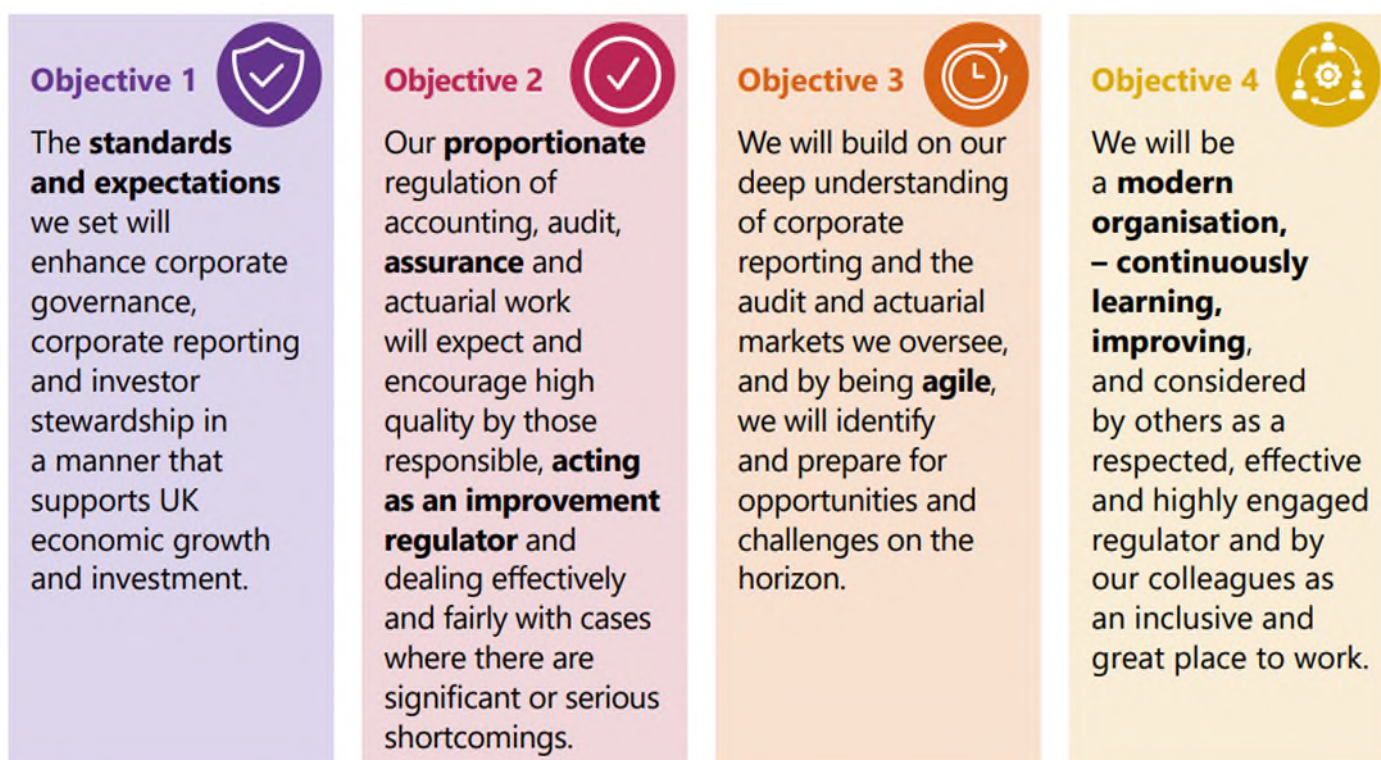 Objective 1
The standards
and expectations
we set will
enhance corporate
governance,
corporate reporting
and investor
stewardship in
a manner that
supports UK
economic growth
and investment.
Objective 2
Our proportionate
regulation of
accounting, audit,
assurance and
actuarial work
will expect and
encourage high
quality by those
responsible, acting
as an improvement
regulator and
dealing effectively
and fairly with cases
where there are
significant or serious
shortcomings.
Objective 3
We will build on our
deep understanding
of corporate
reporting and the
audit and actuarial
markets we oversee,
and by being agile,
we will identify
and prepare for
opportunities and
challenges on the
horizon.
Objective 4
We will be
a modern
organisation,
– continuously
learning,
improving,
and considered
by others as a
respected, effective
and highly engaged
regulator and by
our colleagues as
an inclusive and
great place to work.